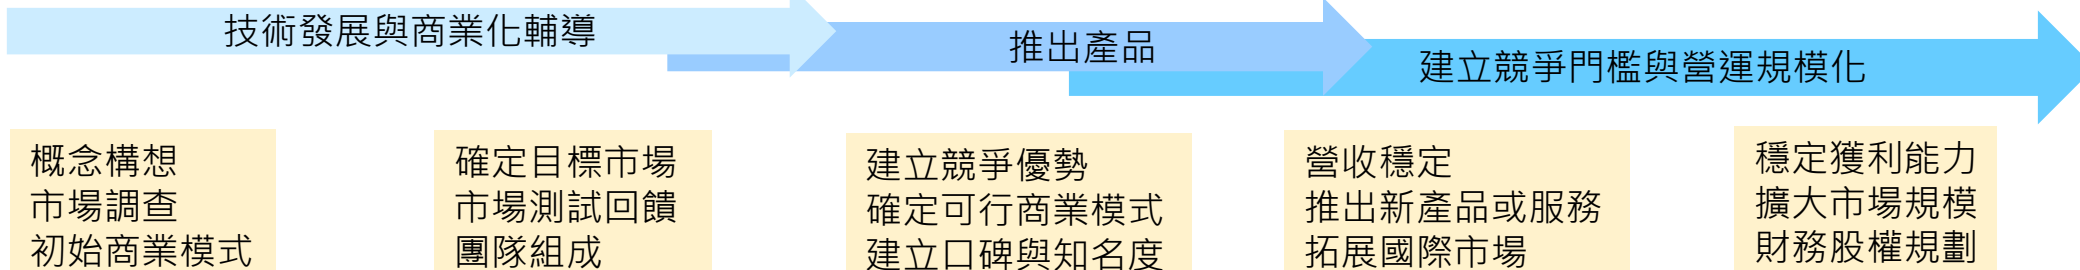 技術發展與商業化輔導
推出產品
建立競爭門檻與營運規模化
概念構想
市場調查
初始商業模式
確定目標市場
市場測試回饋
團隊組成
建立競爭優勢
確定可行商業模式
建立口碑與知名度
營收穩定
推出新產品或服務
拓展國際市場
穩定獲利能力
擴大市場規模
財務股權規劃